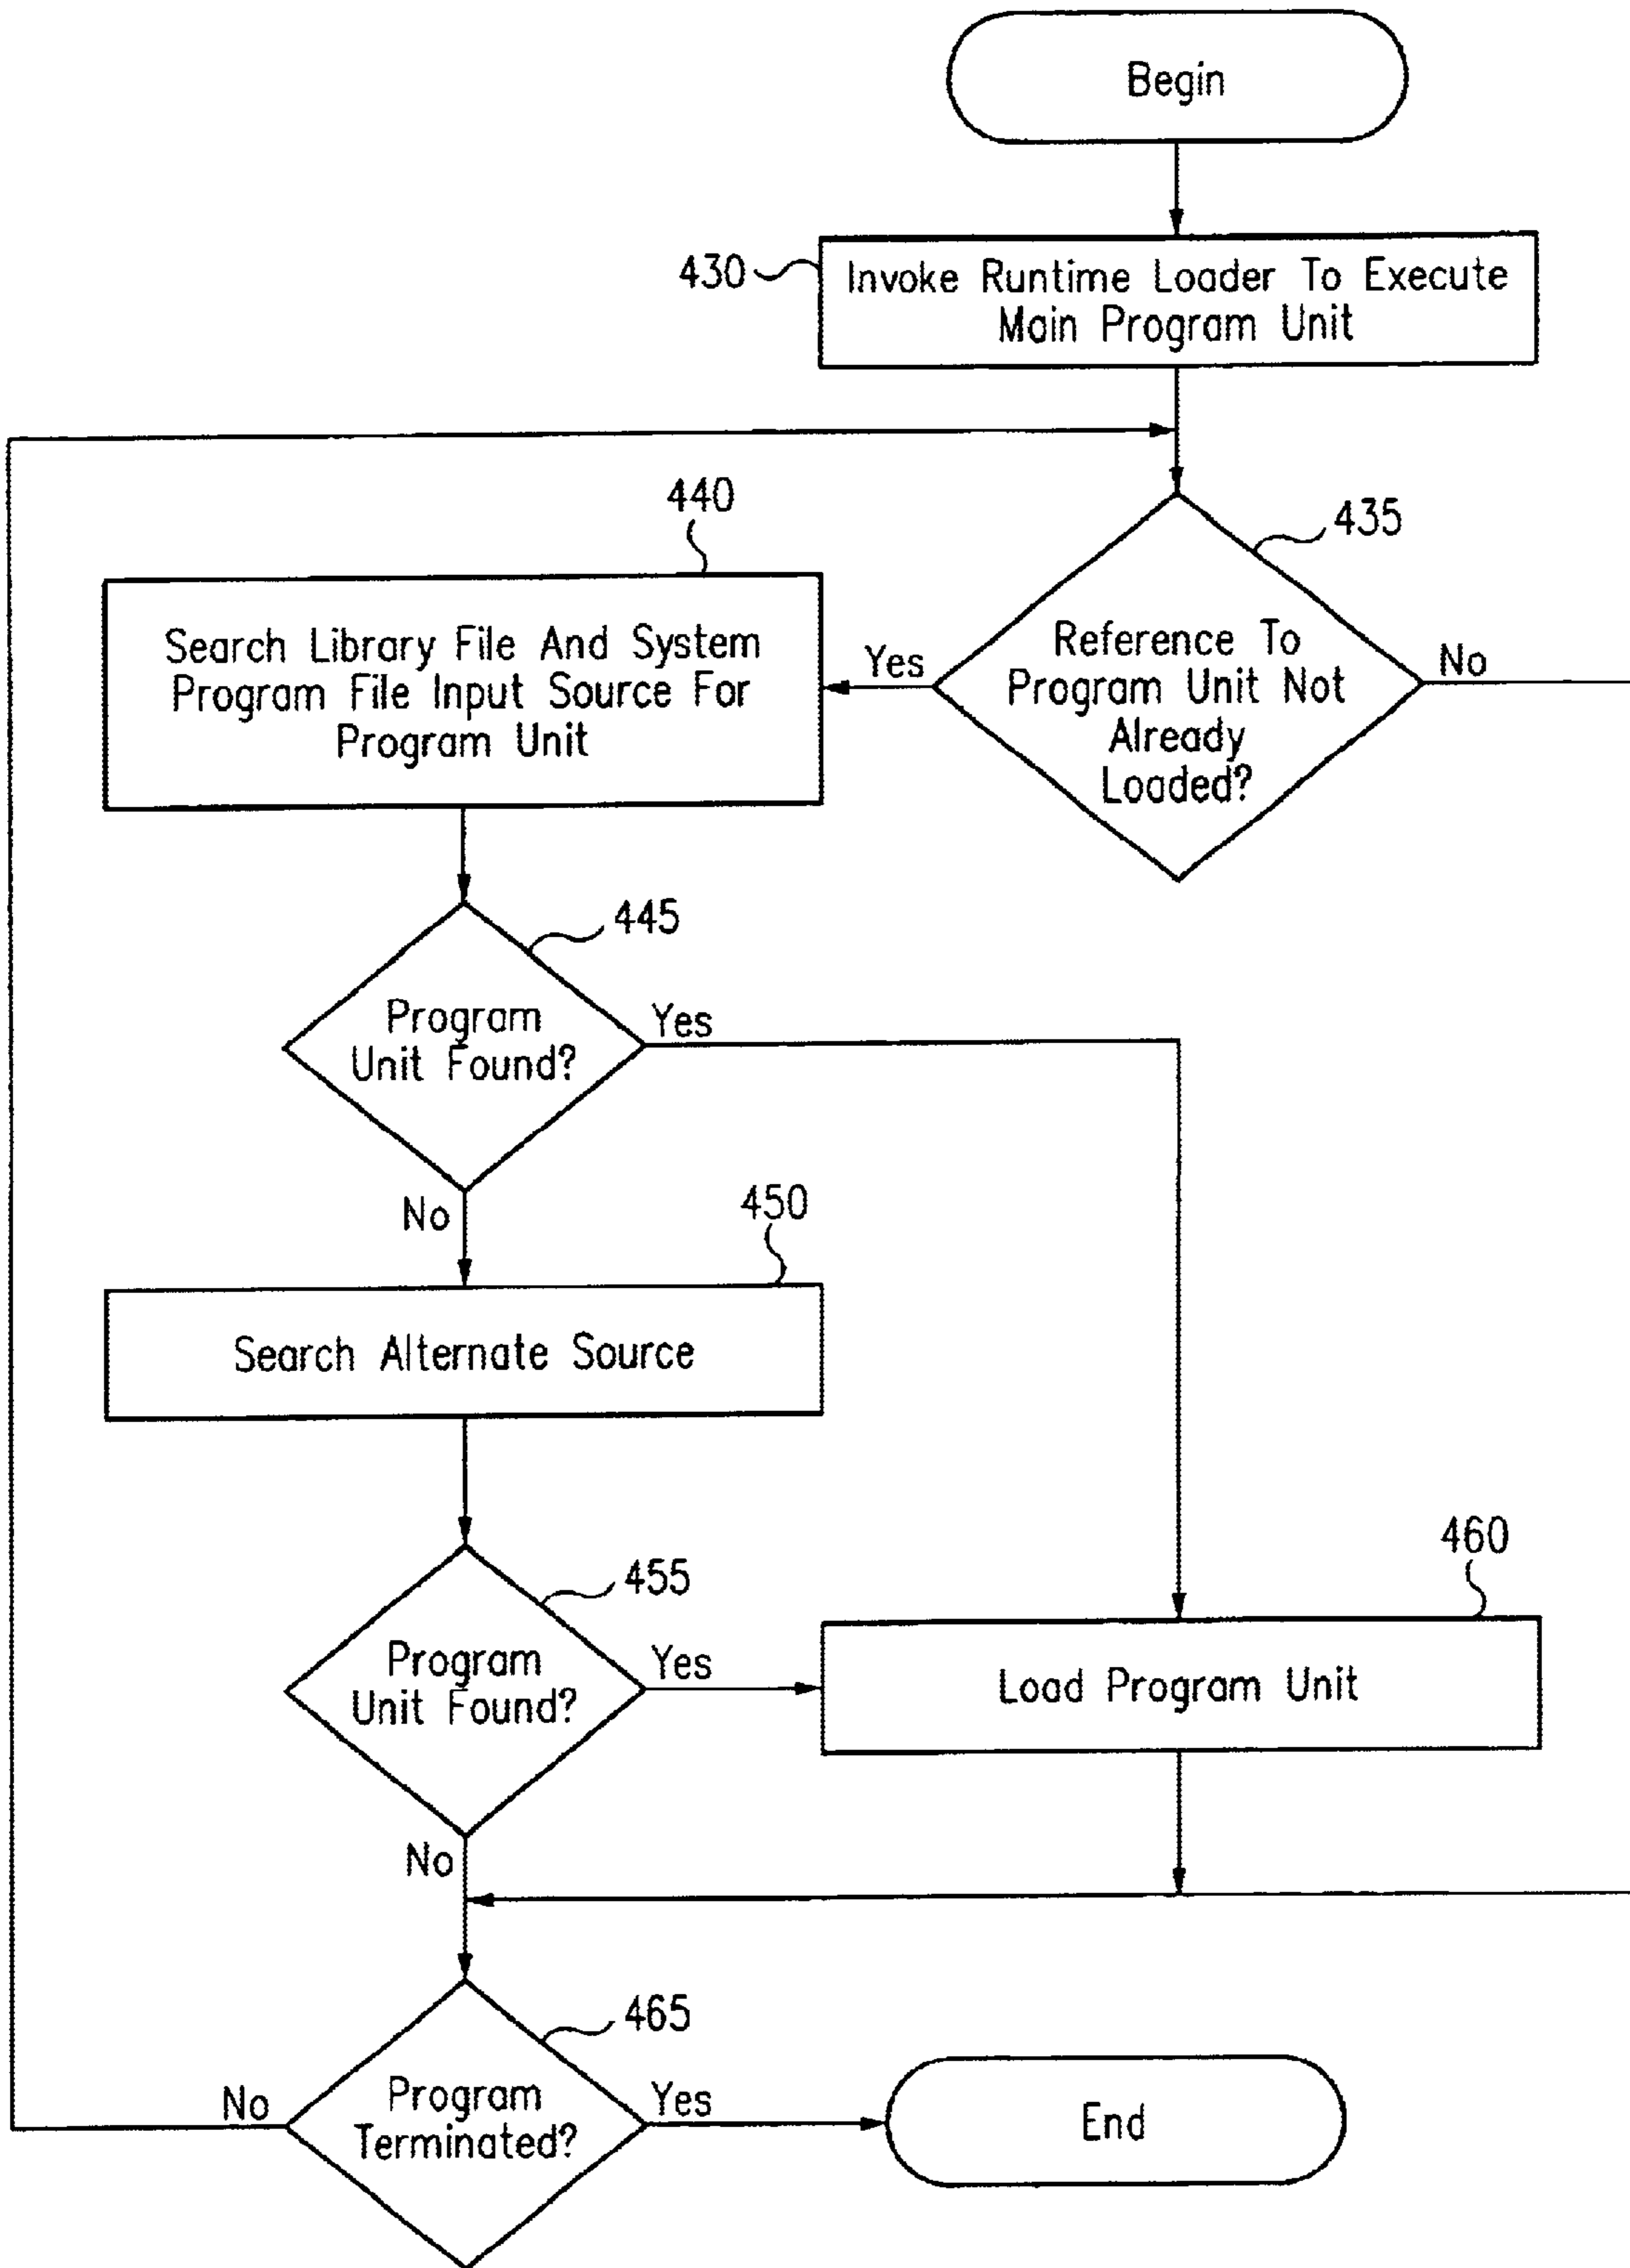 Begin
430
Invoke Runtime Loader To Execute
Main Program Unit
440
435
Search Library File And System
Program File Input Source For
Program Unit
Yes
Reference To
Program Unit Not
Already
Loaded?
No
445
Program
Unit Found?
Yes
No
450
Search Alternate Source
455
460
Program
Unit Found?
Yes
Load Program Unit
No
465
No
Program
Terminated?
Yes
End